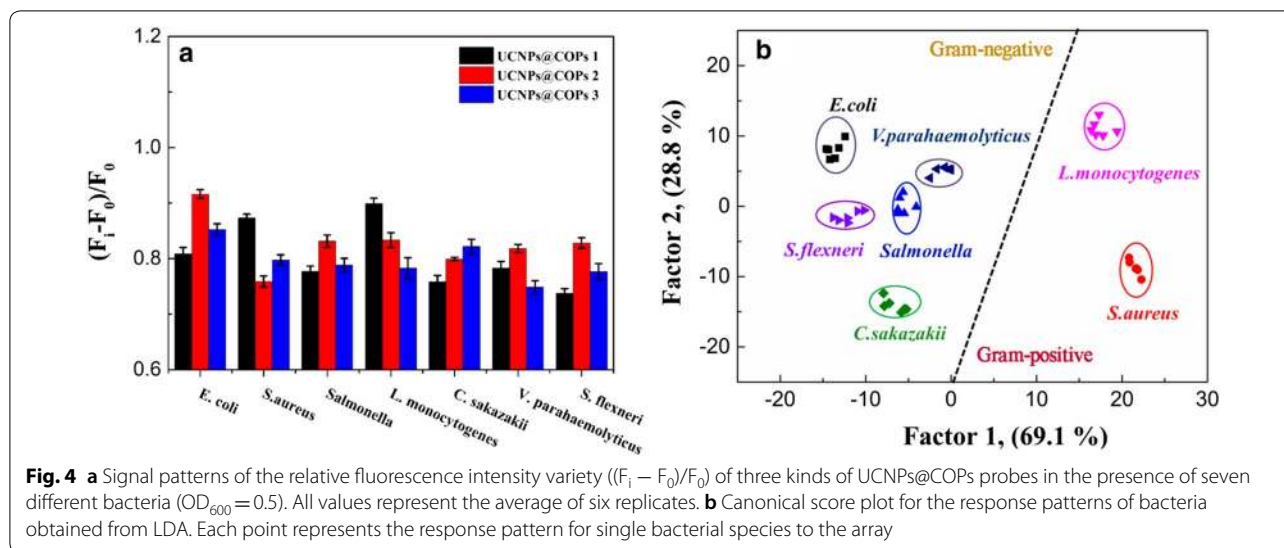 a
UCNPs@COPs 1
UCNPs@COPs 2
UCNPs@COPs 3
(Fi-F0)/F0
1.2
1.0
0.8
0.6
E. coli
S.aureus
Salmonella
L. monocytogenes
C. sakazakii
V. parahaemolyticus
S. flexneri
b
Gram-negative
E.coli
V.parahaemolyticus
L.monocytogenes
S.flexneri
Salmonella
C.sakazakii
S.aureus
Gram-positive
Factor 2, (28.8 %)
20
10
0
-10
-20
-20
-10
0
10
20
30
Factor 1, (69.1 %)
Fig. 4 a Signal patterns of the relative fluorescence intensity variety ((Fi − F0)/F0) of three kinds of UCNPs@COPs probes in the presence of seven
different bacteria (OD600 = 0.5). All values represent the average of six replicates. b Canonical score plot for the response patterns of bacteria
obtained from LDA. Each point represents the response pattern for single bacterial species to the array